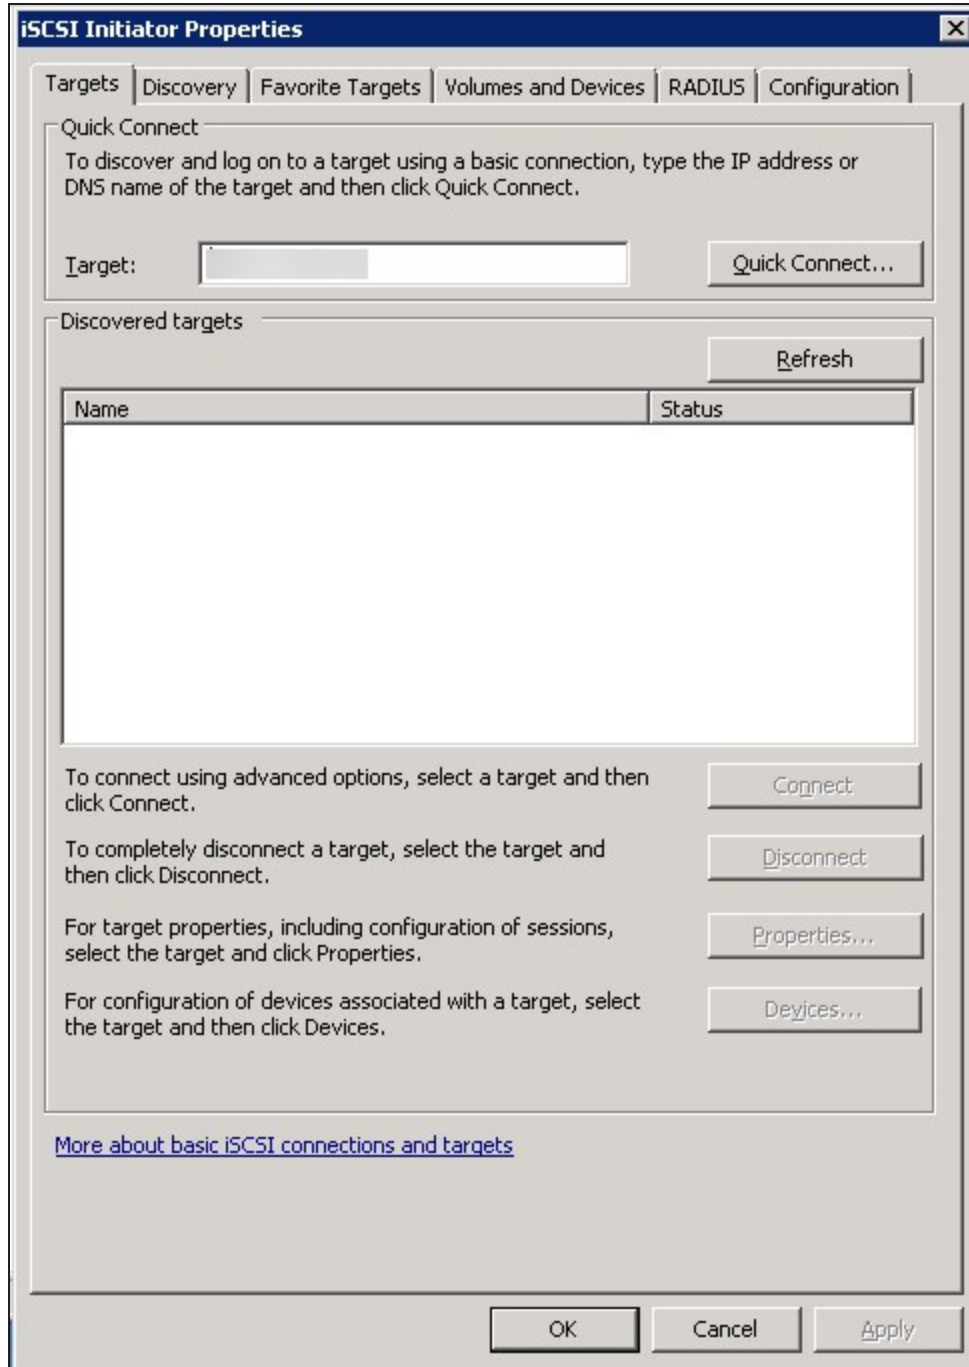 iSCSI Initiator Properties
Targets Discovery Favorite Targets Volumes and Devices RADIUS Configuration
Quick Connect
To discover and log on to a target using a basic connection, type the IP address or
DNS name of the target and then click Quick Connect.
Target:
Quick Connect...
Discovered targets
Refresh
Name Status
To connect using advanced options, select a target and then
click Connect.
Connect
To completely disconnect a target, select the target and
then click Disconnect.
Disconnect
For target properties, including configuration of sessions,
select the target and click Properties.
Properties...
For configuration of devices associated with a target, select
the target and then click Devices.
Devices...
More about basic iSCSI connections and targets
OK Cancel Apply